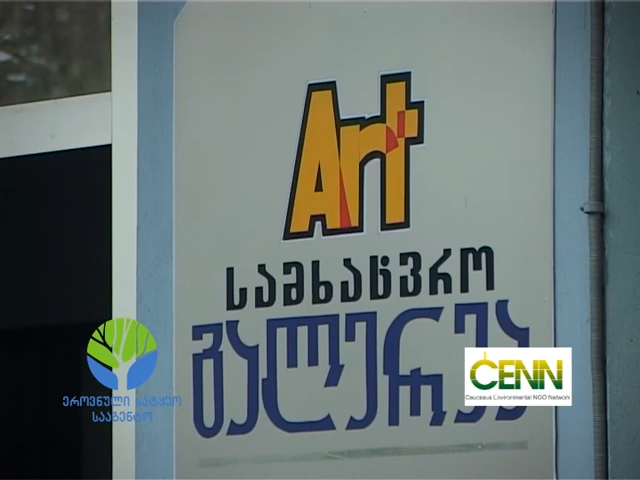 Art
სამხატვრო
გალერეა
ეროვნული სატყეო
სააგენტო
CENN
Caucasus Environmental NGO Network